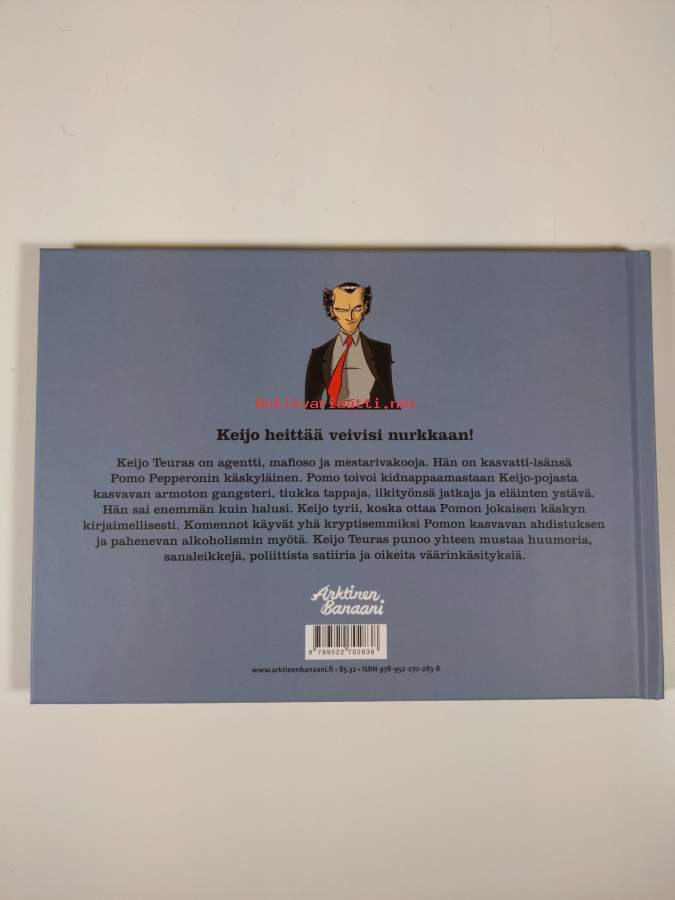 Antikvariaatti.net
Keijo heittää veivisi nurkkaan!
Keijo Teuras on agentti, mafioso ja mestarivakooja. Hän on kasvatti-isänsä
Pomo Pepperonin käskyläinen. Pomo toivoi kidnappaamastaan Keijo-pojasta
kasvavan armoton gangsteri, tiukka tappaja, ilkityönsä jatkaja ja eläinten ystävä.
Hän sai enemmän kuin halusi. Keijo tyrii, koska ottaa Pomon jokaisen käskyn
kirjaimellisesti. Komennot käyvät yhä kryptisemmiksi Pomon kasvavan ahdistuksen
ja pahenevan alkoholismin myötä. Keijo Teuras punoo yhteen mustaa huumoria,
sanaleikkejä, poliittista satiiria ja oikeita väärinkäsityksiä.
Arktinen
Banaani
9 789522 702838
www.arktinenbanaani.fi • 85.32 • ISBN 978-952-270-283-8